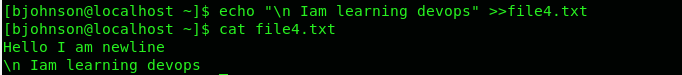 [bjohnson@localhost ~]$ echo "\n Iam learning devops" >>file4.txt
[bjohnson@localhost ~]$ cat file4.txt
Hello I am newline
\n Iam learning devops